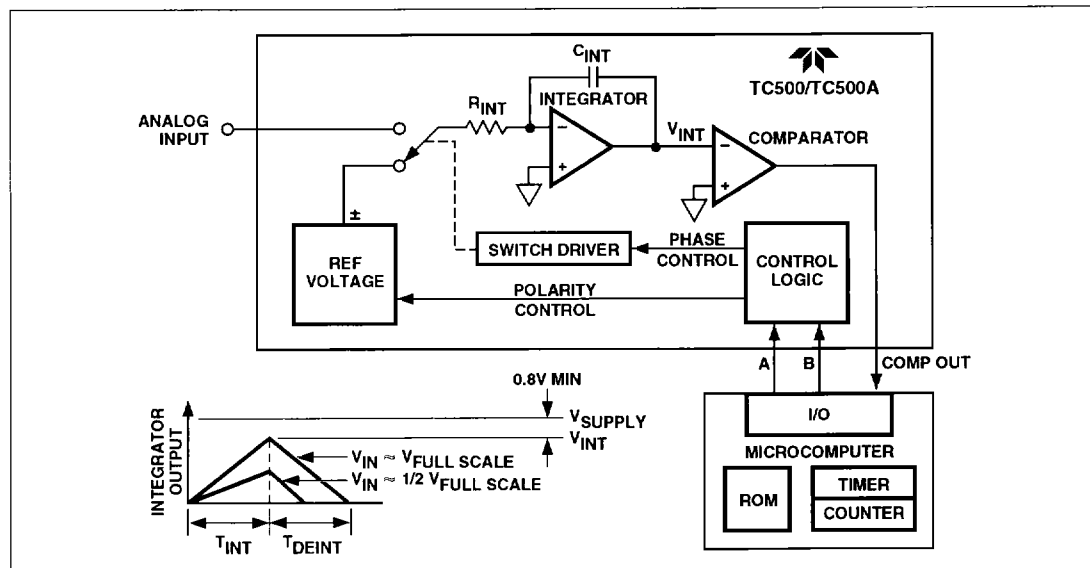 C_INT
TC500/TC500A
R_INT
INTEGRATOR
ANALOG
INPUT
V_INT
COMPARATOR
−
+
−
+
±
REF
VOLTAGE
SWITCH DRIVER
PHASE
CONTROL
CONTROL
LOGIC
POLARITY
CONTROL
A
B
COMP OUT
I/O
MICROCOMPUTER
ROM
TIMER
COUNTER
0.8V MIN
V_SUPPLY
V_INT
INTEGRATOR
OUTPUT
V_IN ≈ V_FULL SCALE
V_IN ≈ 1/2 V_FULL SCALE
T_INT
T_DEINT